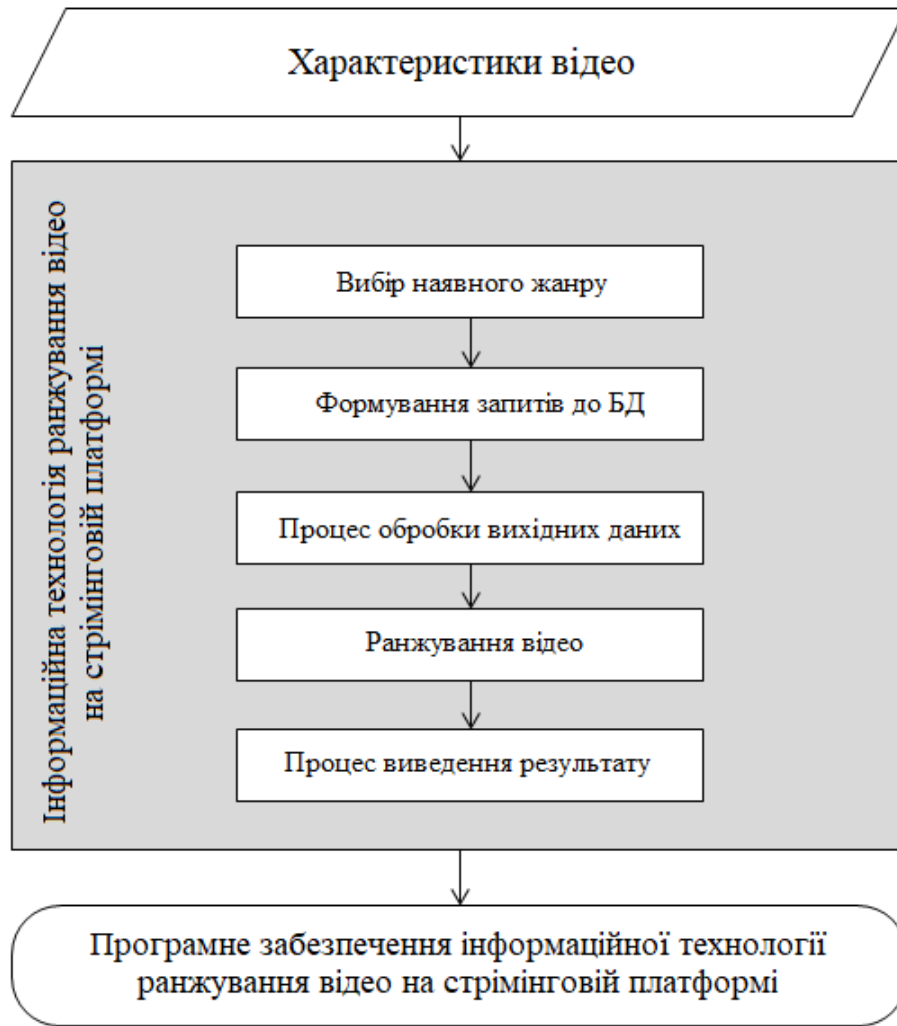 Характеристики відео
Інформаційна технологія ранжування відео
на стрімінговій платформі
Вибір наявного жанру
Формування запитів до БД
Процес обробки вихідних даних
Ранжування відео
Процес виведення результату
Програмне забезпечення інформаційної технології
ранжування відео на стрімінговій платформі